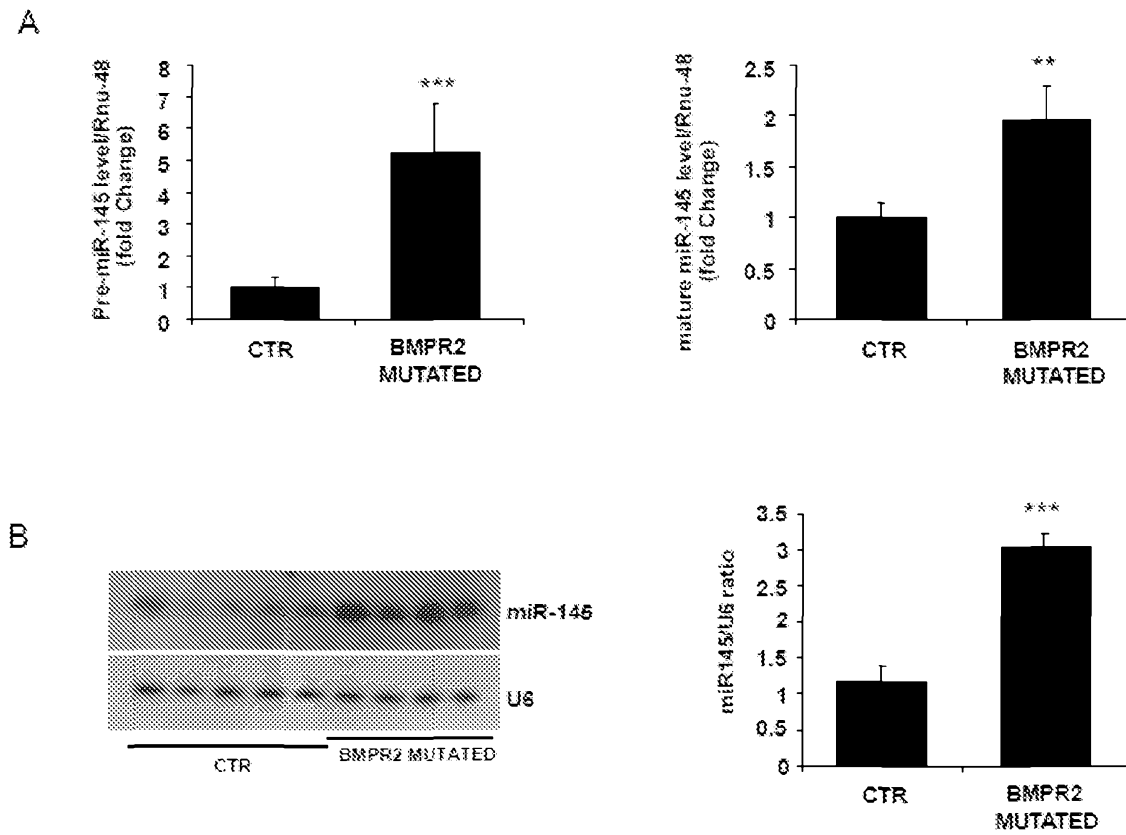 A
Pre-miR-145 level/Rnu-48
(fold Change)
8
7
6
5
4
3
2
1
0
***
CTR
BMPR2
MUTATED
mature miR-145 level/Rnu-48
(fold Change)
2.5
2
1.5
1
0.5
0
**
CTR
BMPR2
MUTATED
B
miR-145
U6
CTR
BMPR2 MUTATED
miR145/U6 ratio
3.5
3
2.5
2
1.5
1
0.5
0
***
CTR
BMPR2
MUTATED